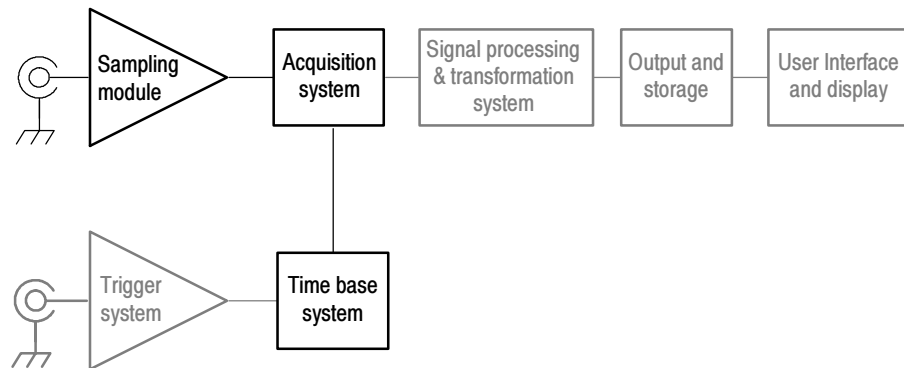 Sampling
module
Acquisition
system
Signal processing
& transformation
system
Output and
storage
User Interface
and display
Trigger
system
Time base
system